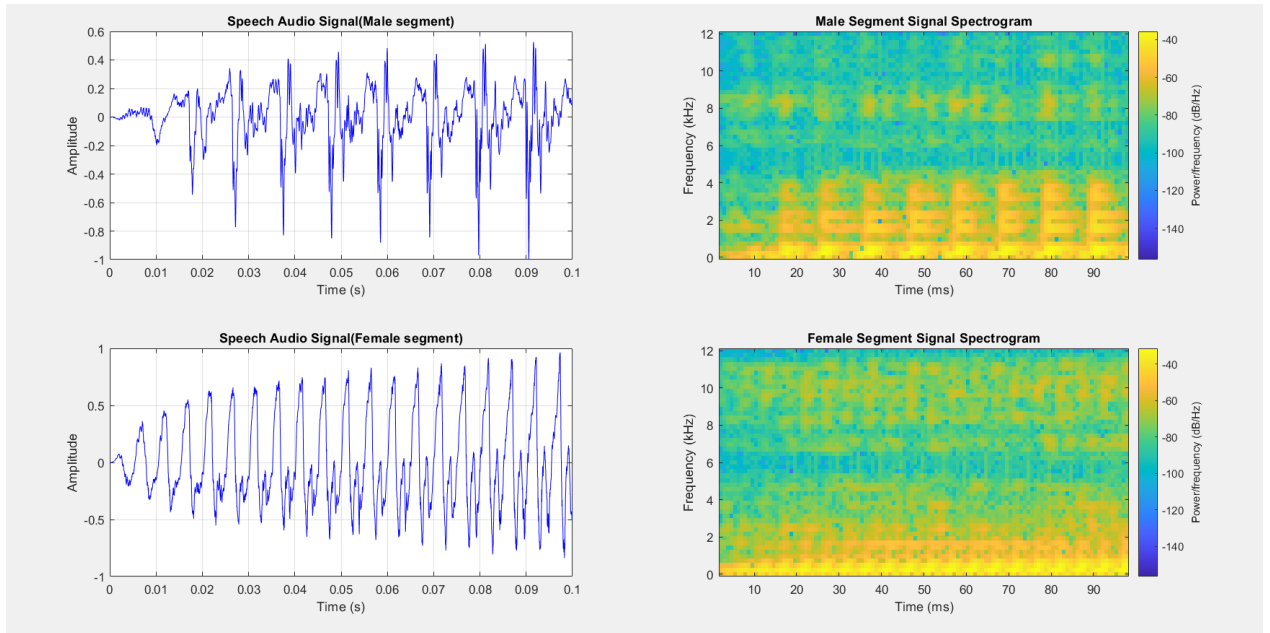 Speech Audio Signal(Male segment)
0.6
0.4
0.2
0
-0.2
-0.4
-0.6
-0.8
-1
Amplitude
0 0.01 0.02 0.03 0.04 0.05 0.06 0.07 0.08 0.09 0.1
Time (s)
Male Segment Signal Spectrogram
12
10
8
6
4
2
0
Frequency (kHz)
10 20 30 40 50 60 70 80 90
Time (ms)
-40
-60
-80
-100
-120
-140
Power/frequency (dB/Hz)
Speech Audio Signal(Female segment)
1
0.5
0
-0.5
-1
Amplitude
0 0.01 0.02 0.03 0.04 0.05 0.06 0.07 0.08 0.09 0.1
Time (s)
Female Segment Signal Spectrogram
12
10
8
6
4
2
0
Frequency (kHz)
10 20 30 40 50 60 70 80 90
Time (ms)
-40
-60
-80
-100
-120
-140
Power/frequency (dB/Hz)